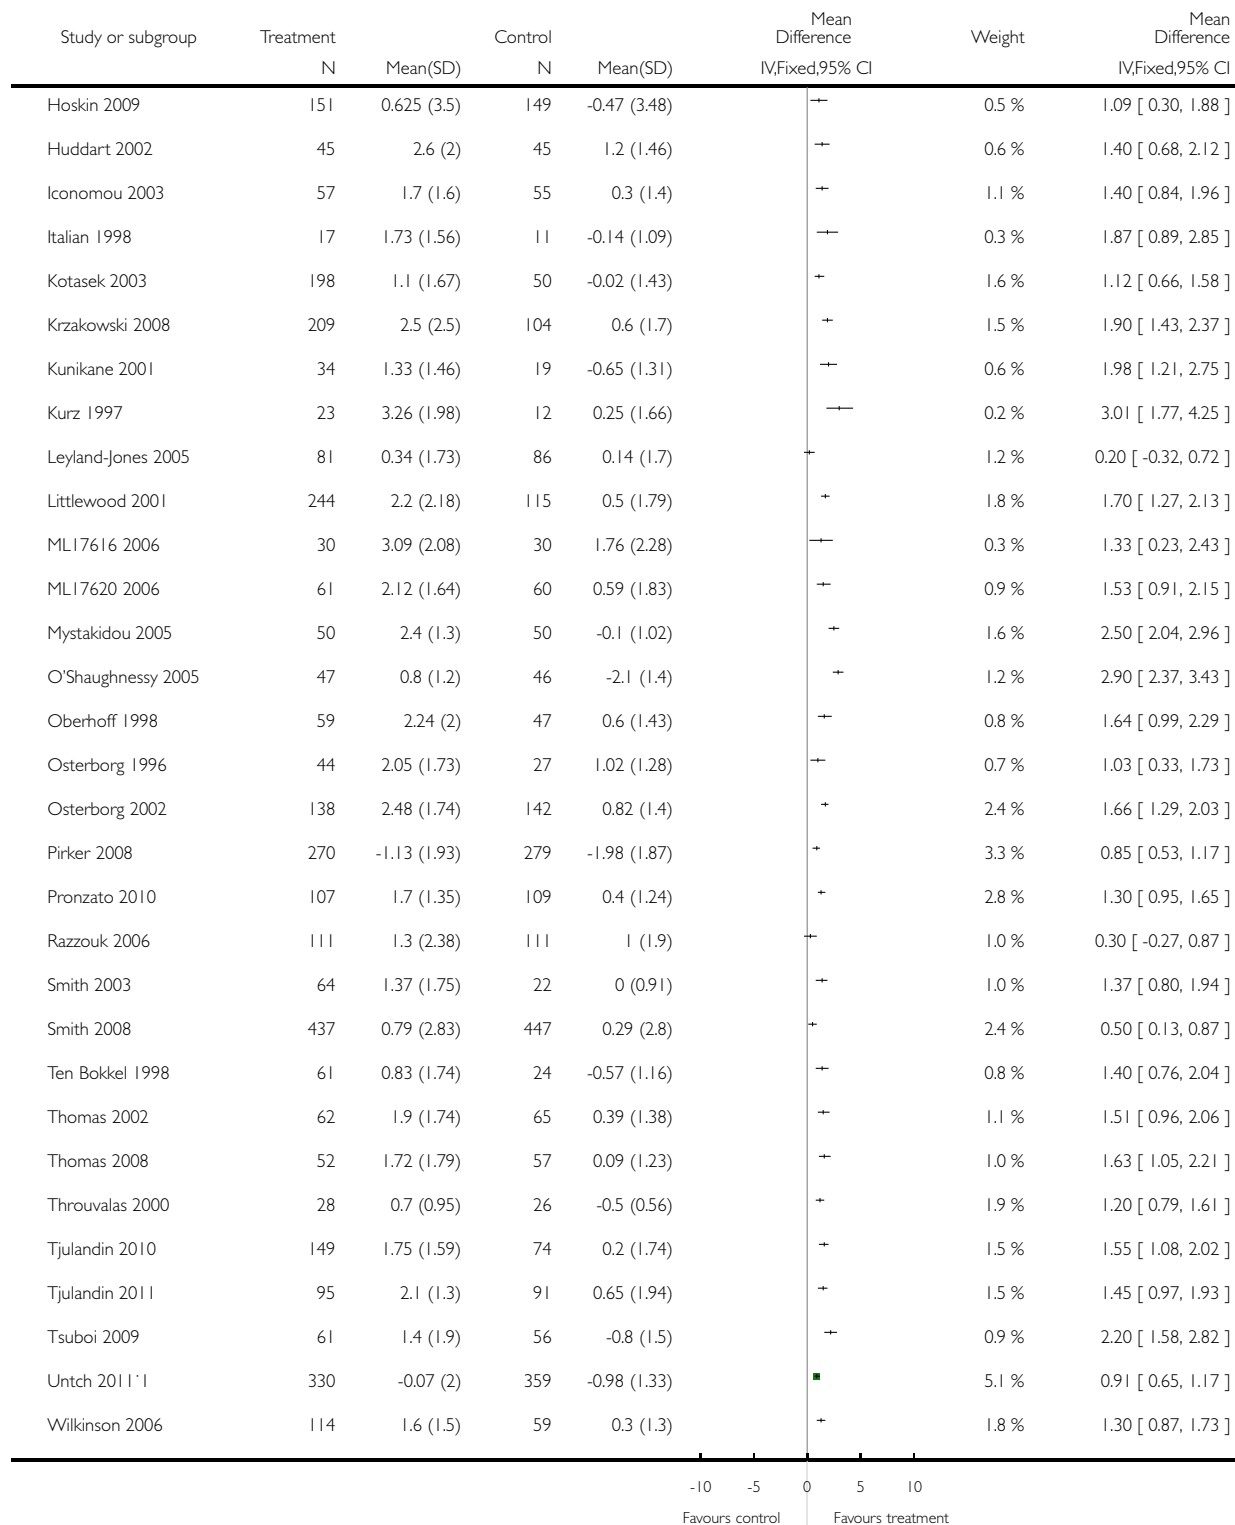 Mean Mean
Study or subgroup Treatment Control Difference Weight Difference
N Mean(SD) N Mean(SD) IV,Fixed,95% CI IV,Fixed,95% CI
Hoskin 2009 151 0.625 (3.5) 149 -0.47 (3.48) 0.5 % 1.09 [ 0.30, 1.88 ]
Huddart 2002 45 2.6 (2) 45 1.2 (1.46) 0.6 % 1.40 [ 0.68, 2.12 ]
Iconomou 2003 57 1.7 (1.6) 55 0.3 (1.4) 1.1 % 1.40 [ 0.84, 1.96 ]
Italian 1998 17 1.73 (1.56) 11 -0.14 (1.09) 0.3 % 1.87 [ 0.89, 2.85 ]
Kotasek 2003 198 1.1 (1.67) 50 -0.02 (1.43) 1.6 % 1.12 [ 0.66, 1.58 ]
Krzakowski 2008 209 2.5 (2.5) 104 0.6 (1.7) 1.5 % 1.90 [ 1.43, 2.37 ]
Kunikane 2001 34 1.33 (1.46) 19 -0.65 (1.31) 0.6 % 1.98 [ 1.21, 2.75 ]
Kurz 1997 23 3.26 (1.98) 12 0.25 (1.66) 0.2 % 3.01 [ 1.77, 4.25 ]
Leyland-Jones 2005 81 0.34 (1.73) 86 0.14 (1.7) 1.2 % 0.20 [ -0.32, 0.72 ]
Littlewood 2001 244 2.2 (2.18) 115 0.5 (1.79) 1.8 % 1.70 [ 1.27, 2.13 ]
ML17616 2006 30 3.09 (2.08) 30 1.76 (2.28) 0.3 % 1.33 [ 0.23, 2.43 ]
ML17620 2006 61 2.12 (1.64) 60 0.59 (1.83) 0.9 % 1.53 [ 0.91, 2.15 ]
Mystakidou 2005 50 2.4 (1.3) 50 -0.1 (1.02) 1.6 % 2.50 [ 2.04, 2.96 ]
O'Shaughnessy 2005 47 0.8 (1.2) 46 -2.1 (1.4) 1.2 % 2.90 [ 2.37, 3.43 ]
Oberhoff 1998 59 2.24 (2) 47 0.6 (1.43) 0.8 % 1.64 [ 0.99, 2.29 ]
Osterborg 1996 44 2.05 (1.73) 27 1.02 (1.28) 0.7 % 1.03 [ 0.33, 1.73 ]
Osterborg 2002 138 2.48 (1.74) 142 0.82 (1.4) 2.4 % 1.66 [ 1.29, 2.03 ]
Pirker 2008 270 -1.13 (1.93) 279 -1.98 (1.87) 3.3 % 0.85 [ 0.53, 1.17 ]
Pronzato 2010 107 1.7 (1.35) 109 0.4 (1.24) 2.8 % 1.30 [ 0.95, 1.65 ]
Razzouk 2006 111 1.3 (2.38) 111 1 (1.9) 1.0 % 0.30 [ -0.27, 0.87 ]
Smith 2003 64 1.37 (1.75) 22 0 (0.91) 1.0 % 1.37 [ 0.80, 1.94 ]
Smith 2008 437 0.79 (2.83) 447 0.29 (2.8) 2.4 % 0.50 [ 0.13, 0.87 ]
Ten Bokkel 1998 61 0.83 (1.74) 24 -0.57 (1.16) 0.8 % 1.40 [ 0.76, 2.04 ]
Thomas 2002 62 1.9 (1.74) 65 0.39 (1.38) 1.1 % 1.51 [ 0.96, 2.06 ]
Thomas 2008 52 1.72 (1.79) 57 0.09 (1.23) 1.0 % 1.63 [ 1.05, 2.21 ]
Throuvalas 2000 28 0.7 (0.95) 26 -0.5 (0.56) 1.9 % 1.20 [ 0.79, 1.61 ]
Tjulandin 2010 149 1.75 (1.59) 74 0.2 (1.74) 1.5 % 1.55 [ 1.08, 2.02 ]
Tjulandin 2011 95 2.1 (1.3) 91 0.65 (1.94) 1.5 % 1.45 [ 0.97, 1.93 ]
Tsuboi 2009 61 1.4 (1.9) 56 -0.8 (1.5) 0.9 % 2.20 [ 1.58, 2.82 ]
Untch 2011˙1 330 -0.07 (2) 359 -0.98 (1.33) 5.1 % 0.91 [ 0.65, 1.17 ]
Wilkinson 2006 114 1.6 (1.5) 59 0.3 (1.3) 1.8 % 1.30 [ 0.87, 1.73 ]
-10 -5 0 5 10
Favours control Favours treatment